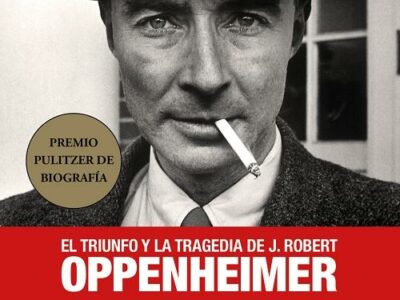 PREMIO
PULITZER DE
BIOGRAFÍA
EL TRIUNFO Y LA TRAGEDIA DE J. ROBERT
OPPENHEIMER